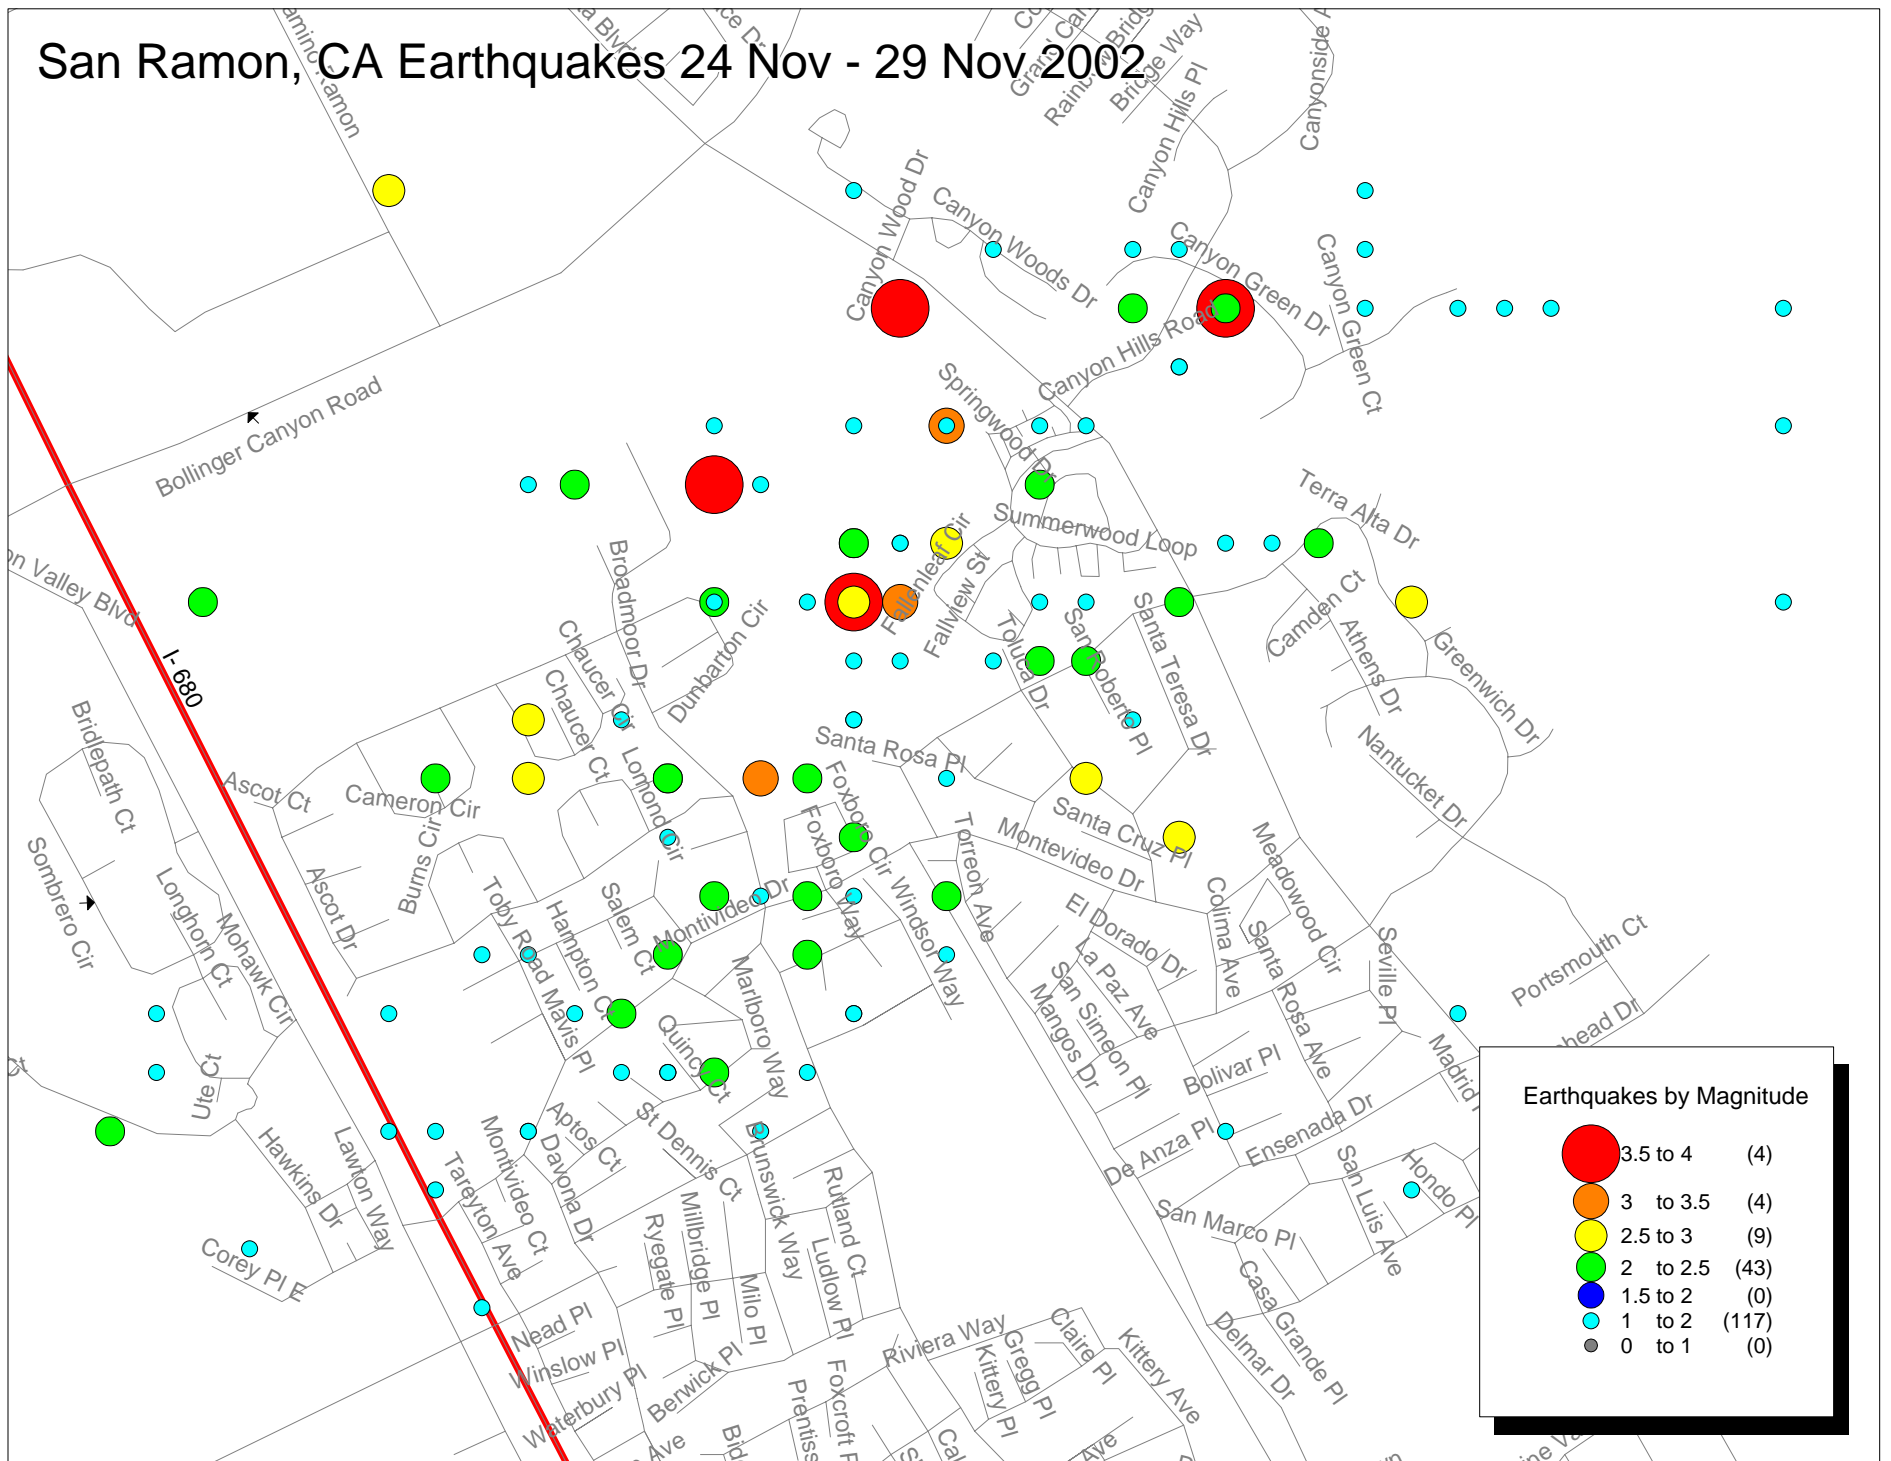 San Ramon, CA Earthquakes 24 Nov - 29 Nov 2002
Bridge Way
Canyon Hills Pl
Canyon Wood Dr
Canyon Woods Dr
Canyon Green Dr
Canyon Green Ct
Canyon Hills Road
Springwood Dr
Bollinger Canyon Road
Terra Alta Dr
Summerwood Loop
Fallenleaf Cir
Fallview St
Broadmoor Dr
Dunbarton Cir
on Valley Blvd
I- 680
Camden Ct
Athens Dr
Greenwich Dr
Nantucket Dr
Toluca Dr
San Roberto Pl
Santa Teresa Dr
Chaucer Cir
Chaucer Ct
Santa Rosa Pl
Bridlepath Ct
Ascot Ct
Cameron Cir
Lomond Cir
Foxboro Cir
Foxboro Way
Santa Cruz Pl
Montevideo Dr
Torreon Ave
Meadowood Cir
Sombrero Cir
Longhorn Ct
Mohawk Cir
Ascot Dr
Burns Cir
Toby Road Mavis Pl
Hampton Ct
Salem Ct
Montivideo Dr
Windsor Way
El Dorado Dr
La Paz Ave
San Simeon Pl
Mangos Dr
Colima Ave
Santa Rosa Ave
Seville Pl
Portsmouth Ct
Marlboro Way
Quincy Ct
Bolivar Pl
Ensenada Dr
De Anza Pl
Ute Ct
Hawkins Dr
Lawton Way
Corey Pl E
Tareyton Ave
Montivideo Ct
Davona Dr
Aptos Ct
St Dennis Ct
Brunswick Way
Rutland Ct
Ludlow Pl
Ryegate Pl
Millbridge Pl
Milo Pl
San Marco Pl
San Luis Ave
Hondo Pl
Casa Grande Pl
Delmar Dr
Nead Pl
Winslow Pl
Waterbury Pl
Berwick Pl
Riviera Way
Kittery Pl
Gregg Pl
Claire Pl
Kittery Ave
Prentiss
Ave
Ave
Earthquakes by Magnitude
3.5 to 4 (4)
3 to 3.5 (4)
2.5 to 3 (9)
2 to 2.5 (43)
1.5 to 2 (0)
1 to 2 (117)
0 to 1 (0)